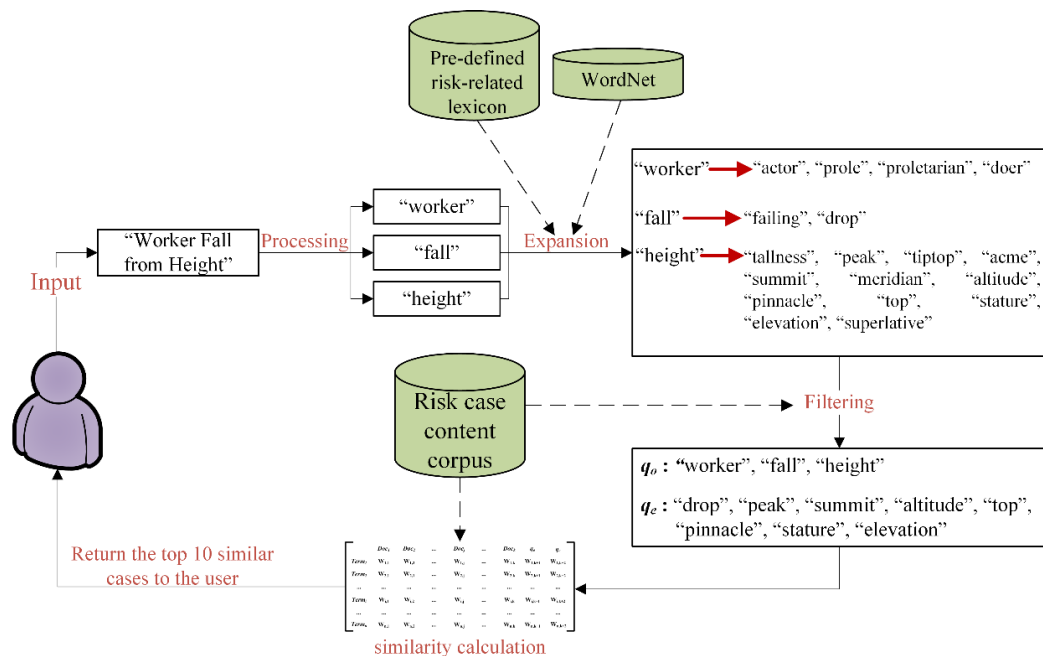 Pre-defined
risk-related
lexicon
WordNet
“worker”
“fall”
“height”
“Worker Fall
from Height”
Processing
Expansion
Input
“worker” “actor”, “prole”, “proletarian”, “doer”
“fall” “failing”, “drop”
“height” “tallness”, “peak”, “tiptop”, “acme”,
“summit”, “meridian”, “altitude”,
“pinnacle”, “top”, “stature”,
“elevation”, “superlative”
Risk case
content
corpus
Filtering
qo : “worker”, “fall”, “height”
qe : “drop”, “peak”, “summit”, “altitude”, “top”,
“pinnacle”, “stature”, “elevation”
Return the top 10 similar
cases to the user
similarity calculation